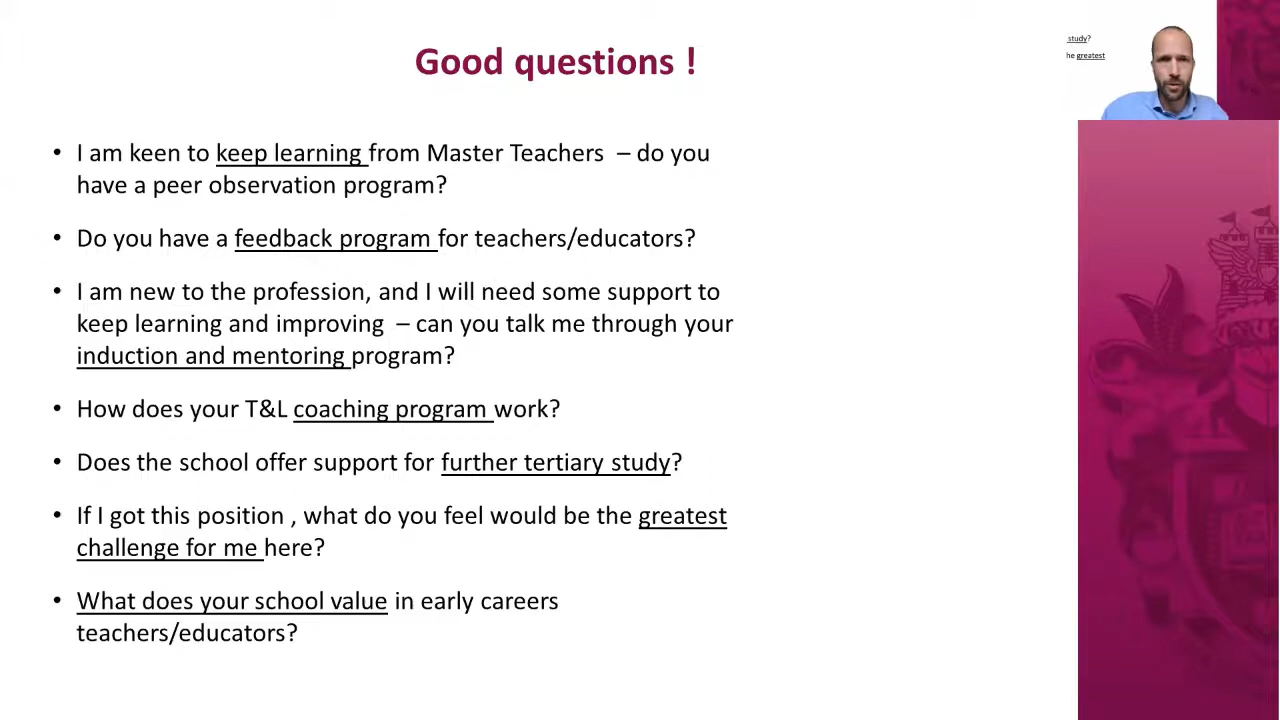 Good questions !
study?
he greatest
• I am keen to keep learning from Master Teachers – do you
have a peer observation program?
• Do you have a feedback program for teachers/educators?
• I am new to the profession, and I will need some support to
keep learning and improving – can you talk me through your
induction and mentoring program?
• How does your T&L coaching program work?
• Does the school offer support for further tertiary study?
• If I got this position , what do you feel would be the greatest
challenge for me here?
• What does your school value in early careers
teachers/educators?